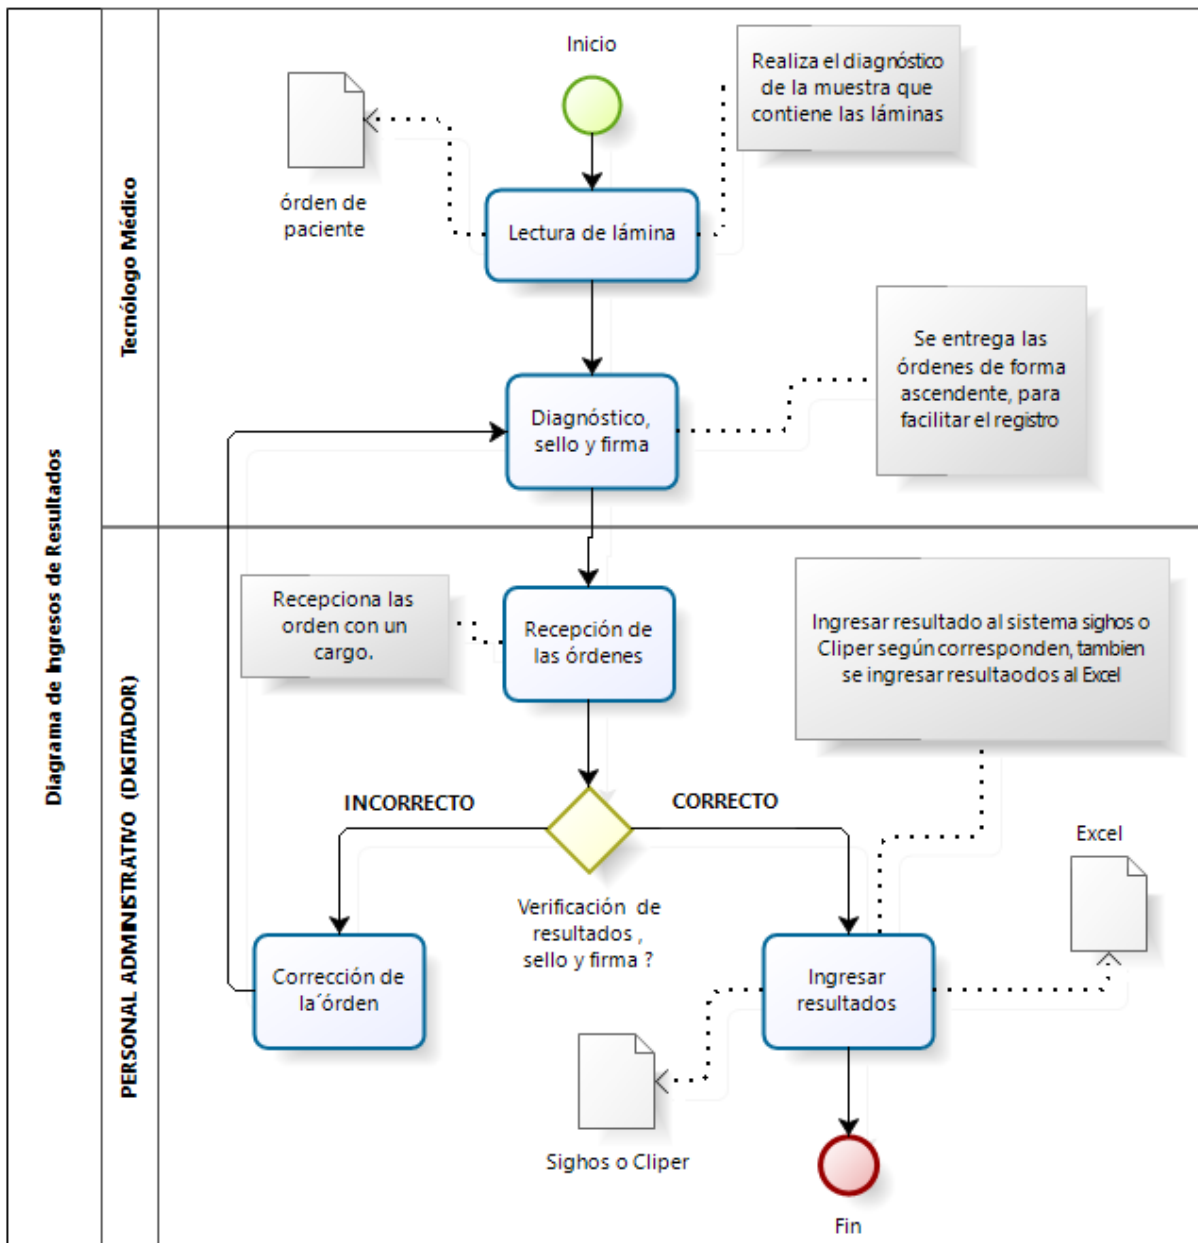 Diagrama de Ingresos de Resultados
Tecnólogo Médico
Inicio
Realiza el diagnóstico
de la muestra que
contiene las láminas
órden de
paciente
Lectura de lámina
Se entrega las
órdenes de forma
ascendente, para
facilitar el registro
Diagnóstico,
sello y firma
PERSONAL ADMINISTRATIVO (DIGITADOR)
Recepciona las
orden con un
cargo.
Recepción de
las órdenes
Ingresar resultado al sistema sighos o
Cliper según corresponden, tambien
se ingresar resultaodos al Excel
INCORRECTO
CORRECTO
Verificación de
resultados ,
sello y firma ?
Excel
Corrección de
la´órden
Ingresar
resultados
Sighos o Cliper
Fin